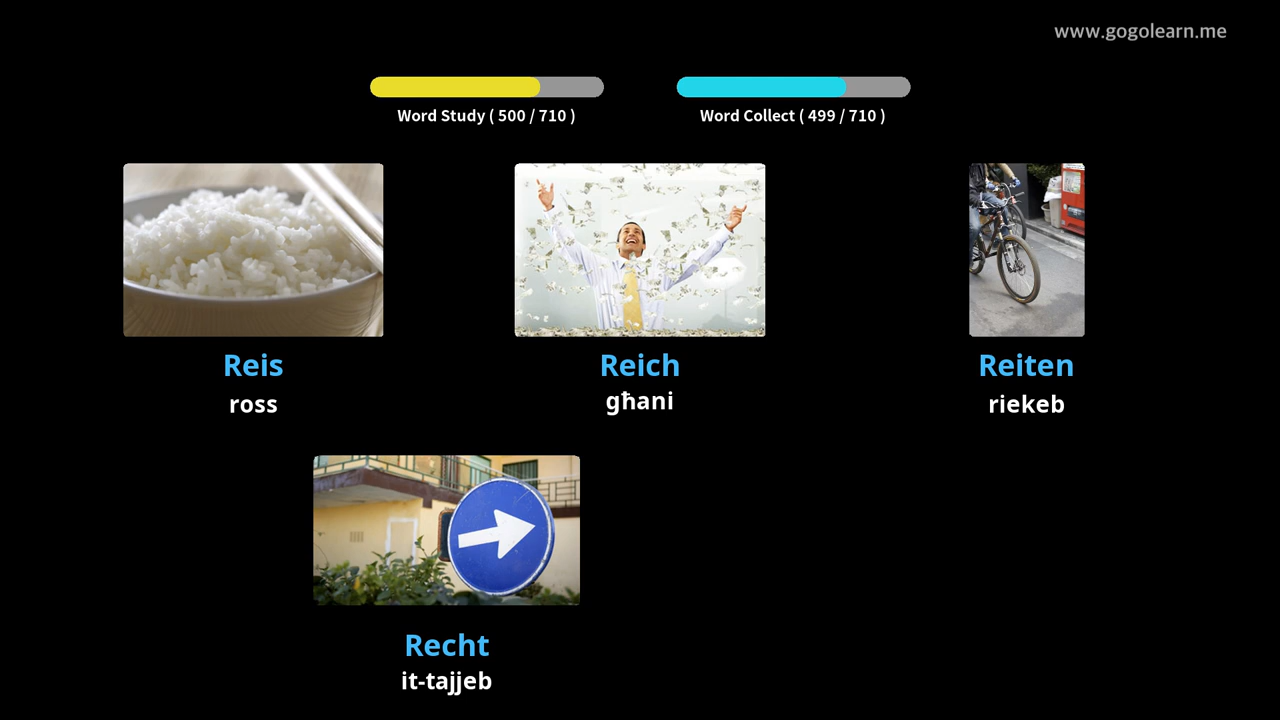 www.gogolearn.me
Word Study ( 500 / 710 )
Word Collect ( 499 / 710 )
Reis
ross
Reich
għani
Reiten
riekeb
Recht
it-tajjeb